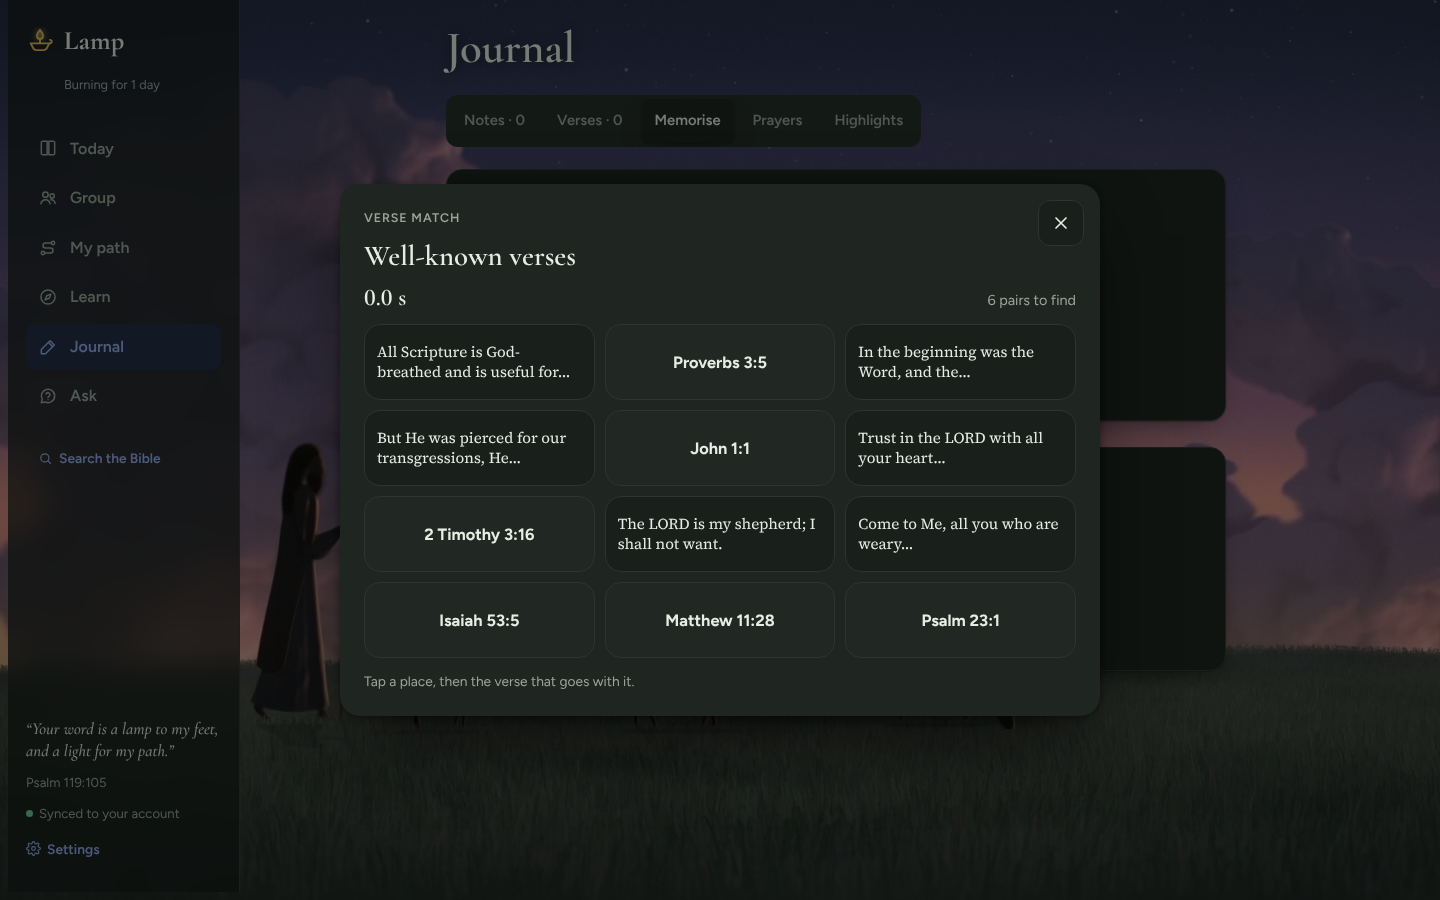 Lamp
Burning for 1 day
Today
Group
My path
Learn
Journal
Ask
Search the Bible
“Your word is a lamp to my feet,
and a light for my path.”
Psalm 119:105
Synced to your account
Settings
Journal
Notes · 0
Verses · 0
Memorise
Prayers
Highlights
VERSE MATCH
Well-known verses
0.0 s
6 pairs to find
All Scripture is God-
breathed and is useful for...
Proverbs 3:5
In the beginning was the
Word, and the...
But He was pierced for our
transgressions, He...
John 1:1
Trust in the LORD with all
your heart...
2 Timothy 3:16
The LORD is my shepherd; I
shall not want.
Come to Me, all you who are
weary...
Isaiah 53:5
Matthew 11:28
Psalm 23:1
Tap a place, then the verse that goes with it.